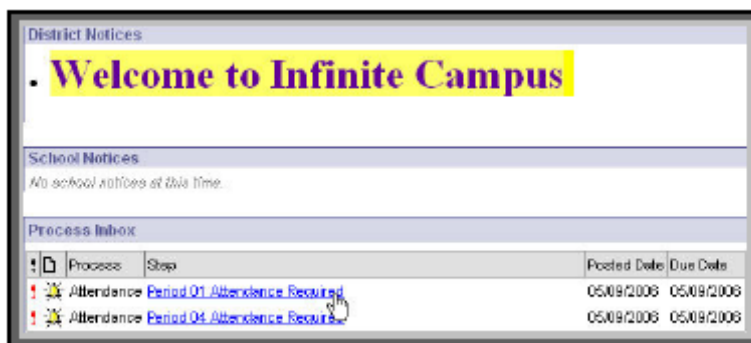 District Notices
• Welcome to Infinite Campus
School Notices
No school notices at this time.
Process Inbox
! Process Step Posted Date Due Date
! Attendance Period 01 Attendance Required 05/09/2006 05/09/2006
! Attendance Period 04 Attendance Required 05/09/2006 05/09/2006